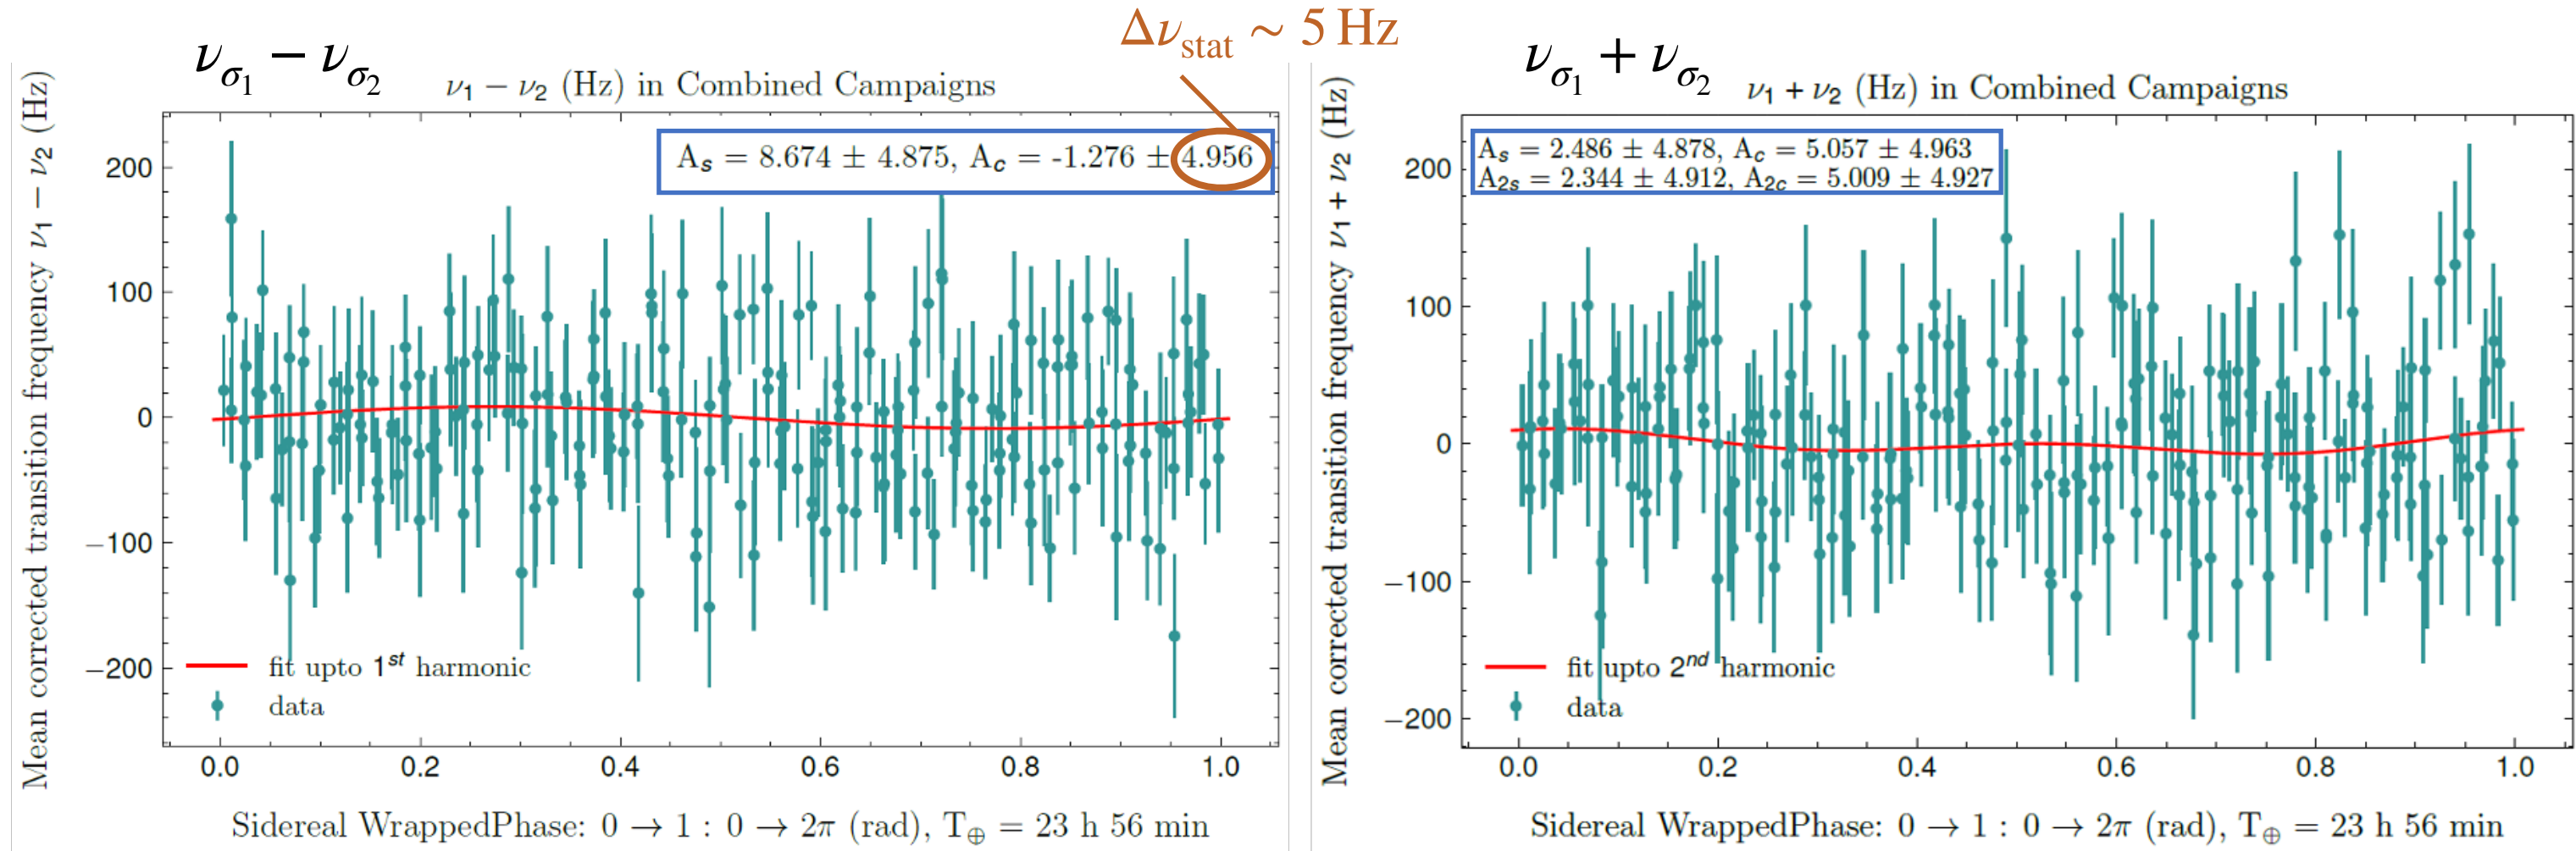 Δν_stat ~ 5 Hz
ν_σ₁ − ν_σ₂
ν₁ − ν₂ (Hz) in Combined Campaigns
Mean corrected transition frequency ν₁ − ν₂ (Hz)
A_s = 8.674 ± 4.875, A_c = -1.276 ± 4.956
200
100
0
−100
−200
fit upto 1^st harmonic
data
0.0 0.2 0.4 0.6 0.8 1.0
Sidereal WrappedPhase: 0 → 1 : 0 → 2π (rad), T_⊕ = 23 h 56 min
ν_σ₁ + ν_σ₂
ν₁ + ν₂ (Hz) in Combined Campaigns
Mean corrected transition frequency ν₁ + ν₂ (Hz)
A_s = 2.486 ± 4.878, A_c = 5.057 ± 4.963
A_2s = 2.344 ± 4.912, A_2c = 5.009 ± 4.927
200
100
0
−100
−200
fit upto 2^nd harmonic
data
0.0 0.2 0.4 0.6 0.8 1.0
Sidereal WrappedPhase: 0 → 1 : 0 → 2π (rad), T_⊕ = 23 h 56 min